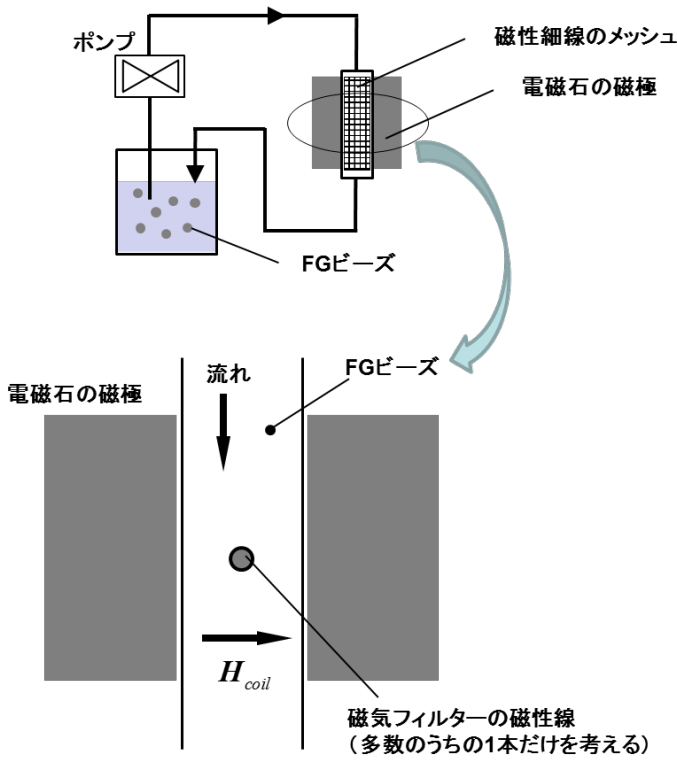 ポンプ
磁性細線のメッシュ
電磁石の磁極
FGビーズ
FGビーズ
流れ
電磁石の磁極
H coil
磁気フィルターの磁性線
（多数のうちの1本だけを考える）